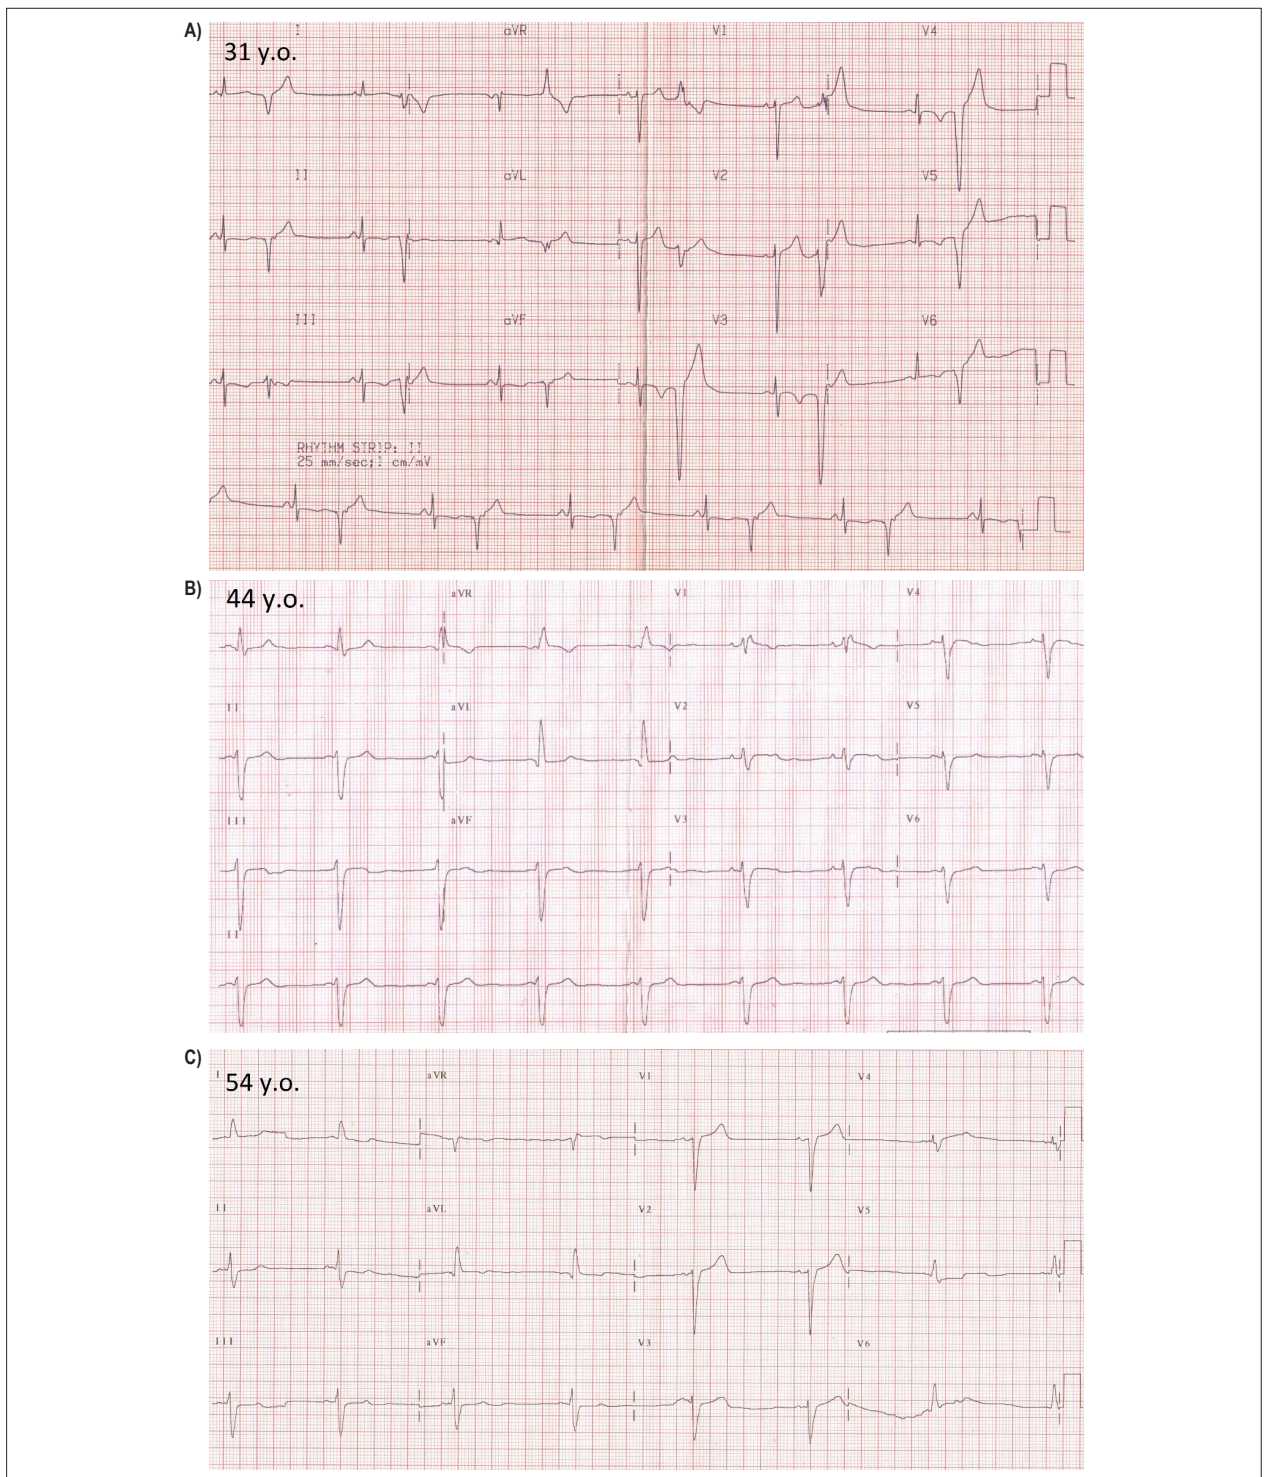 A)
31 y.o.
I aVR V1 V4
II aVL V2 V5
III aVF V3 V6
RHYTHM STRIP: II
25 mm/sec;1 cm/mV
B)
44 y.o.
aVR V1 V4
II aVL V2 V5
III aVF V3 V6
II
C)
54 y.o.
I aVR V1 V4
II aVL V2 V5
III aVF V3 V6